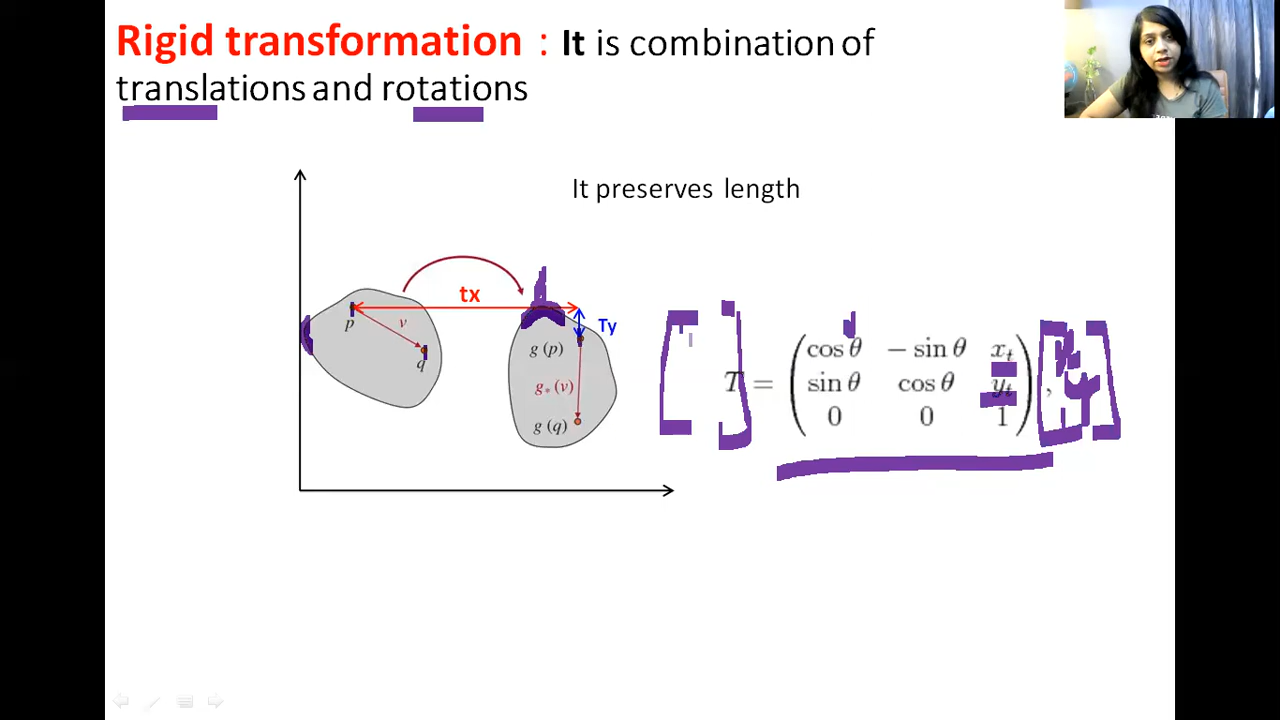 Rigid transformation : It is combination of
translations and rotations
It preserves length
tx
Ty
p
v
q
g (p)
g* (v)
g (q)
T = ( cos θ − sin θ x_t
sin θ cos θ y_t
0 0 1 ) ,